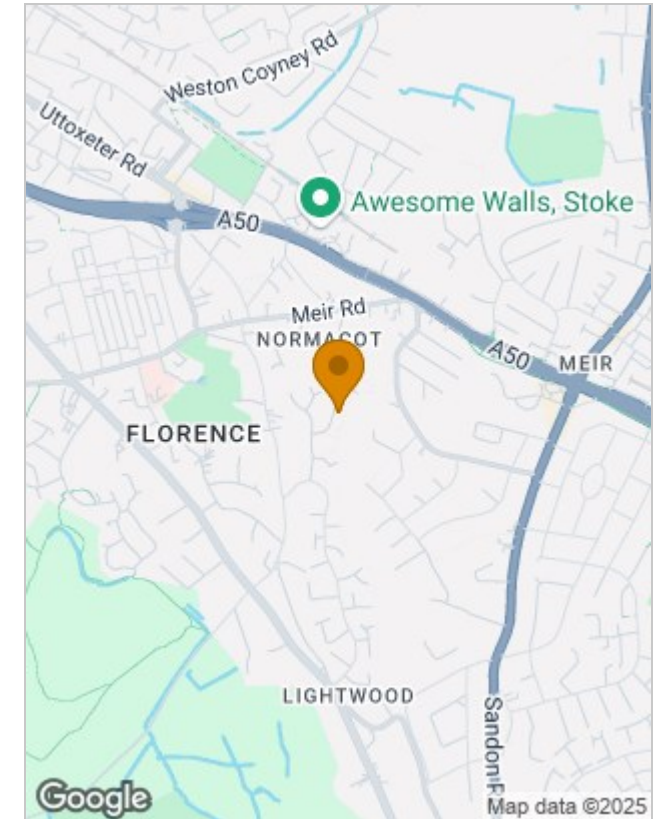 Weston Coyney Rd
Uttoxeter Rd
Awesome Walls, Stoke
A50
Meir Rd
NORMACOT
A50
MEIR
FLORENCE
LIGHTWOOD
Sandon R
Google
Map data ©2025